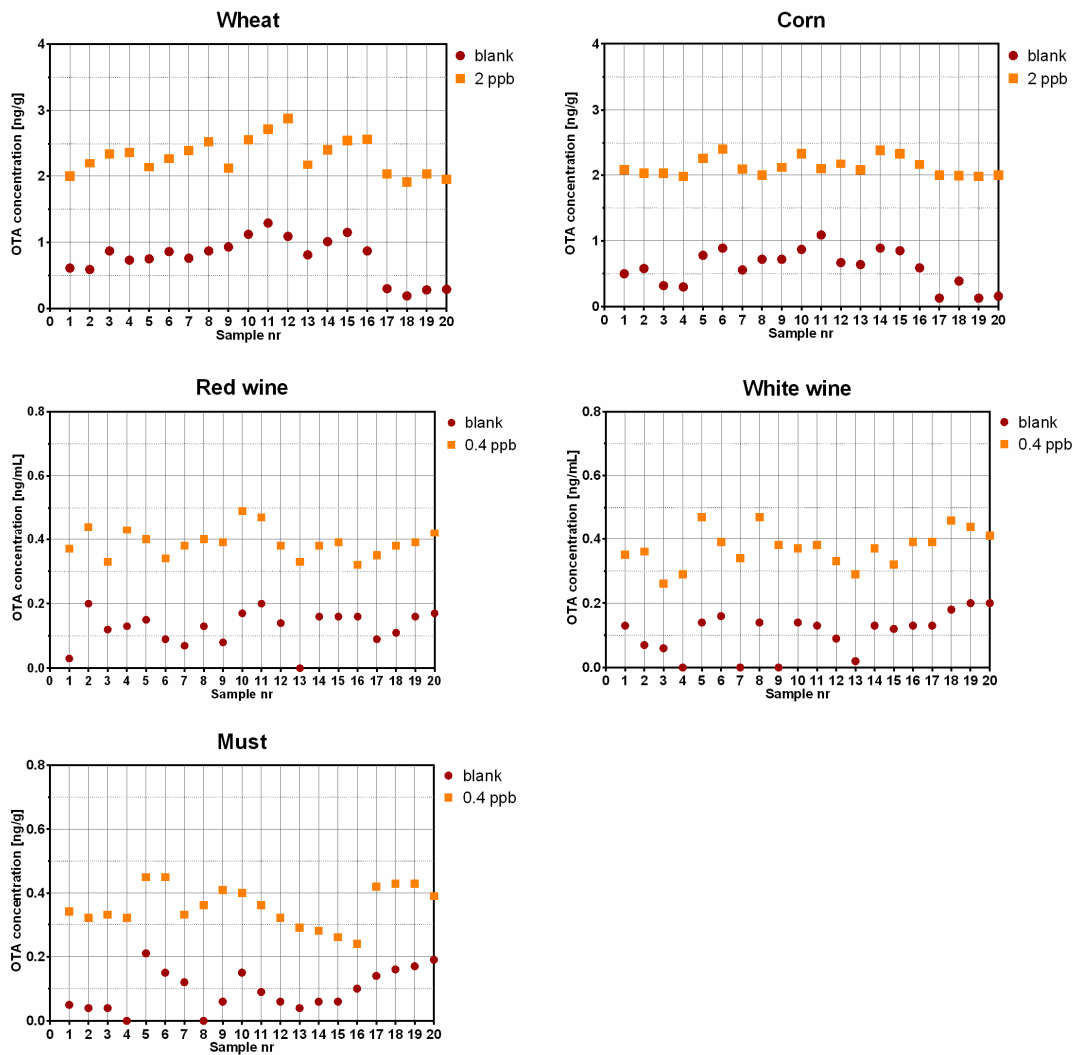 Wheat
blank
2 ppb
OTA concentration [ng/g]
4
3
2
1
0
0 1 2 3 4 5 6 7 8 9 10 11 12 13 14 15 16 17 18 19 20
Sample nr
Corn
blank
2 ppb
OTA concentration [ng/g]
4
3
2
1
0
0 1 2 3 4 5 6 7 8 9 10 11 12 13 14 15 16 17 18 19 20
Sample nr
Red wine
blank
0.4 ppb
OTA concentration [ng/mL]
0.8
0.6
0.4
0.2
0.0
0 1 2 3 4 5 6 7 8 9 10 11 12 13 14 15 16 17 18 19 20
Sample nr
White wine
blank
0.4 ppb
OTA concentration [ng/mL]
0.8
0.6
0.4
0.2
0.0
0 1 2 3 4 5 6 7 8 9 10 11 12 13 14 15 16 17 18 19 20
Sample nr
Must
blank
0.4 ppb
OTA concentration [ng/g]
0.8
0.6
0.4
0.2
0.0
0 1 2 3 4 5 6 7 8 9 10 11 12 13 14 15 16 17 18 19 20
Sample nr